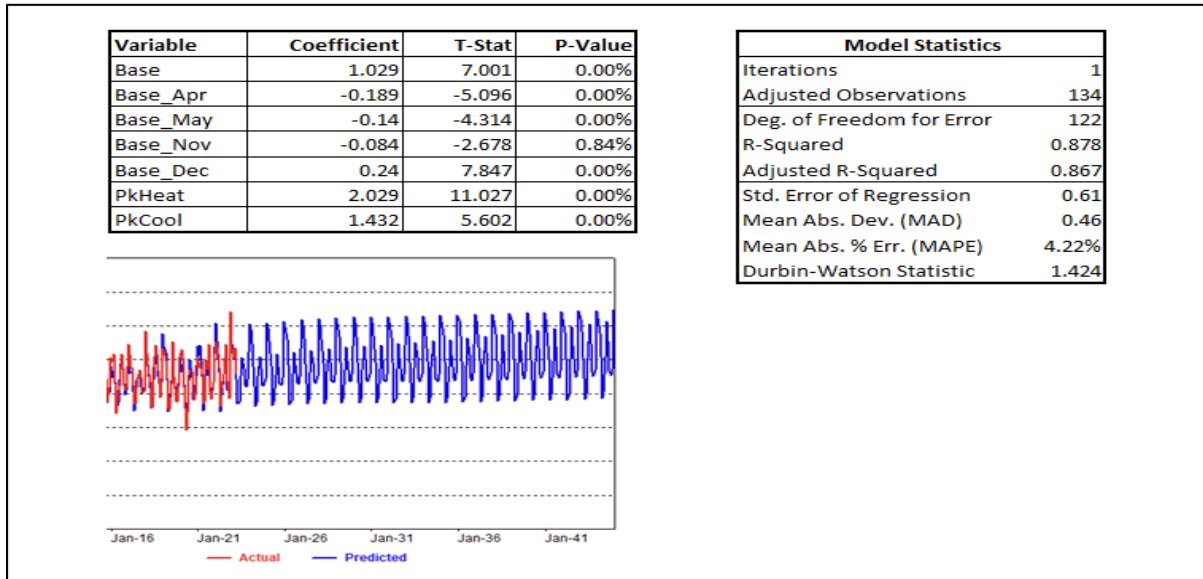 Variable Coefficient T-Stat P-Value
Base 1.029 7.001 0.00%
Base_Apr -0.189 -5.096 0.00%
Base_May -0.14 -4.314 0.00%
Base_Nov -0.084 -2.678 0.84%
Base_Dec 0.24 7.847 0.00%
PkHeat 2.029 11.027 0.00%
PkCool 1.432 5.602 0.00%
Model Statistics
Iterations 1
Adjusted Observations 134
Deg. of Freedom for Error 122
R-Squared 0.878
Adjusted R-Squared 0.867
Std. Error of Regression 0.61
Mean Abs. Dev. (MAD) 0.46
Mean Abs. % Err. (MAPE) 4.22%
Durbin-Watson Statistic 1.424
Jan-16 Jan-21 Jan-26 Jan-31 Jan-36 Jan-41
Actual Predicted